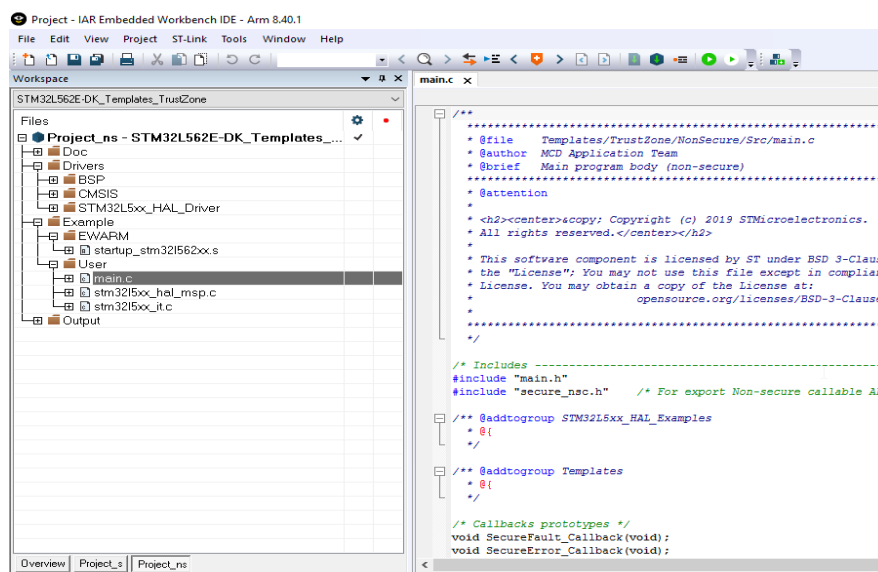 Project - IAR Embedded Workbench IDE - Arm 8.40.1
File Edit View Project ST-Link Tools Window Help
Workspace
main.c
STM32L562E-DK_Templates_TrustZone
Files
Project_ns - STM32L562E-DK_Templates_...
Doc
Drivers
BSP
CMSIS
STM32L5xx_HAL_Driver
Example
EWARM
startup_stm32l562xx.s
User
main.c
stm32l5xx_hal_msp.c
stm32l5xx_it.c
Output
Overview Project_s Project_ns
/**
******************************************************************
* @file Templates/TrustZone/NonSecure/Src/main.c
* @author MCD Application Team
* @brief Main program body (non-secure)
******************************************************************
* @attention
*
* <h2><center>&copy; Copyright (c) 2019 STMicroelectronics.
* All rights reserved.</center></h2>
*
* This software component is licensed by ST under BSD 3-Claus
* the "License"; You may not use this file except in complian
* License. You may obtain a copy of the License at:
* opensource.org/licenses/BSD-3-Clause
*
******************************************************************
*/
/* Includes --------------------------------------------------
#include "main.h"
#include "secure_nsc.h" /* For export Non-secure callable A
/** @addtogroup STM32L5xx_HAL_Examples
* @{
*/
/** @addtogroup Templates
* @{
*/
/* Callbacks prototypes */
void SecureFault_Callback(void);
void SecureError_Callback(void);